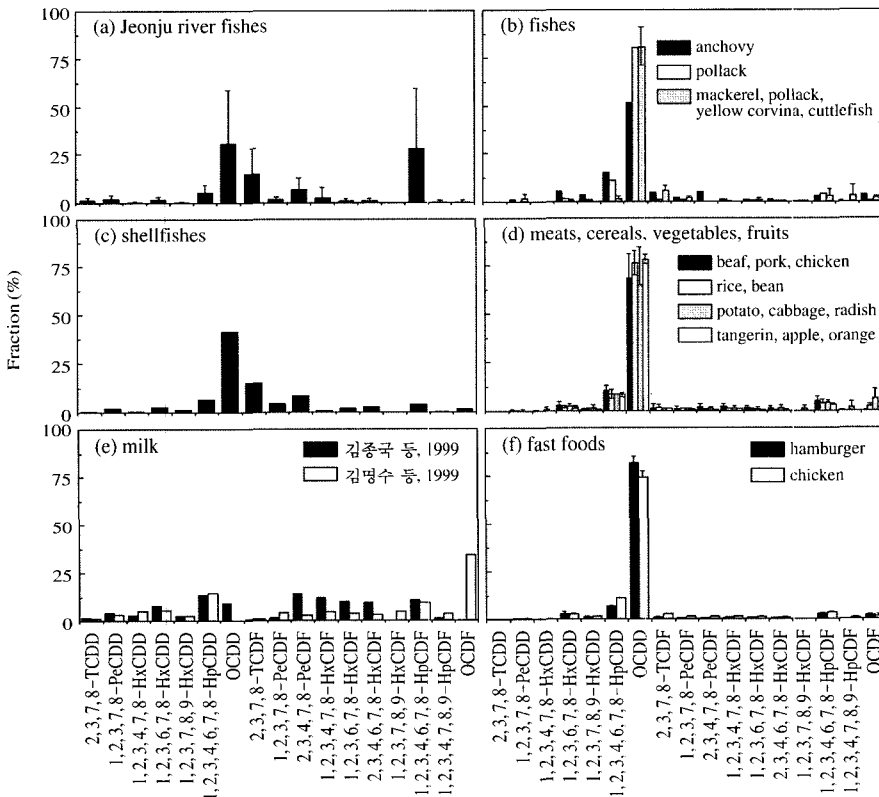 Fraction (%)
100
75
50
25
0
(a) Jeonju river fishes
(b) fishes
anchovy
pollack
mackerel, pollack,
yellow corvina, cuttlefish
100
75
50
25
0
(c) shellfishes
(d) meats, cereals, vegetables, fruits
beaf, pork, chicken
rice, bean
potato, cabbage, radish
tangerin, apple, orange
100
75
50
25
0
(e) milk
김종국 등, 1999
김명수 등, 1999
(f) fast foods
hamburger
chicken
2,3,7,8-TCDD
1,2,3,7,8-PeCDD
1,2,3,4,7,8-HxCDD
1,2,3,6,7,8-HxCDD
1,2,3,7,8,9-HxCDD
1,2,3,4,6,7,8-HpCDD
OCDD
2,3,7,8-TCDF
1,2,3,7,8-PeCDF
2,3,4,7,8-PeCDF
1,2,3,4,7,8-HxCDF
1,2,3,6,7,8-HxCDF
2,3,4,6,7,8-HxCDF
1,2,3,7,8,9-HxCDF
1,2,3,4,6,7,8-HpCDF
1,2,3,4,7,8,9-HpCDF
OCDF
2,3,7,8-TCDD
1,2,3,7,8-PeCDD
1,2,3,4,7,8-HxCDD
1,2,3,6,7,8-HxCDD
1,2,3,7,8,9-HxCDD
1,2,3,4,6,7,8-HpCDD
OCDD
2,3,7,8-TCDF
1,2,3,7,8-PeCDF
2,3,4,7,8-PeCDF
1,2,3,4,7,8-HxCDF
1,2,3,6,7,8-HxCDF
2,3,4,6,7,8-HxCDF
1,2,3,7,8,9-HxCDF
1,2,3,4,6,7,8-HpCDF
1,2,3,4,7,8,9-HpCDF
OCDF